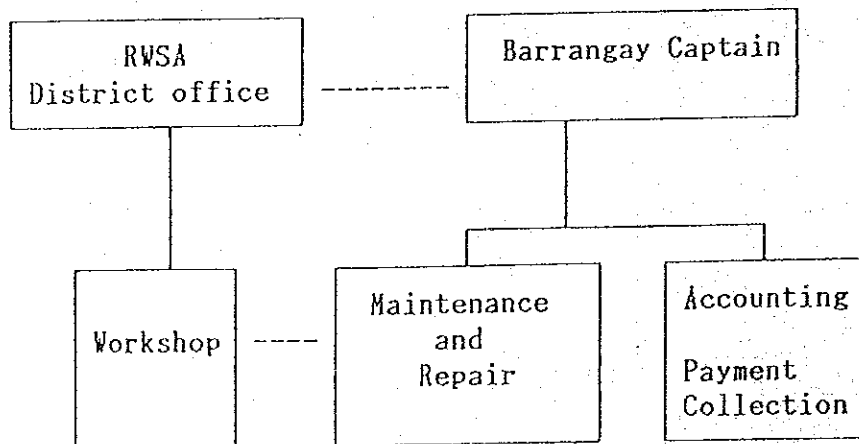 RWSA
District office
Barrangay Captain
Workshop
Maintenance
and
Repair
Accounting
Payment
Collection